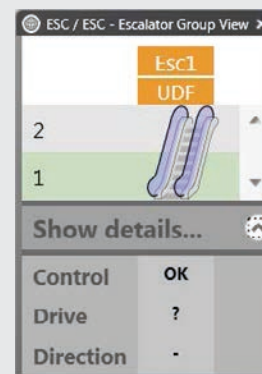 ESC / ESC - Escalator Group View ×
Esc1
UDF
2
1
Show details...
Control OK
Drive ?
Direction -